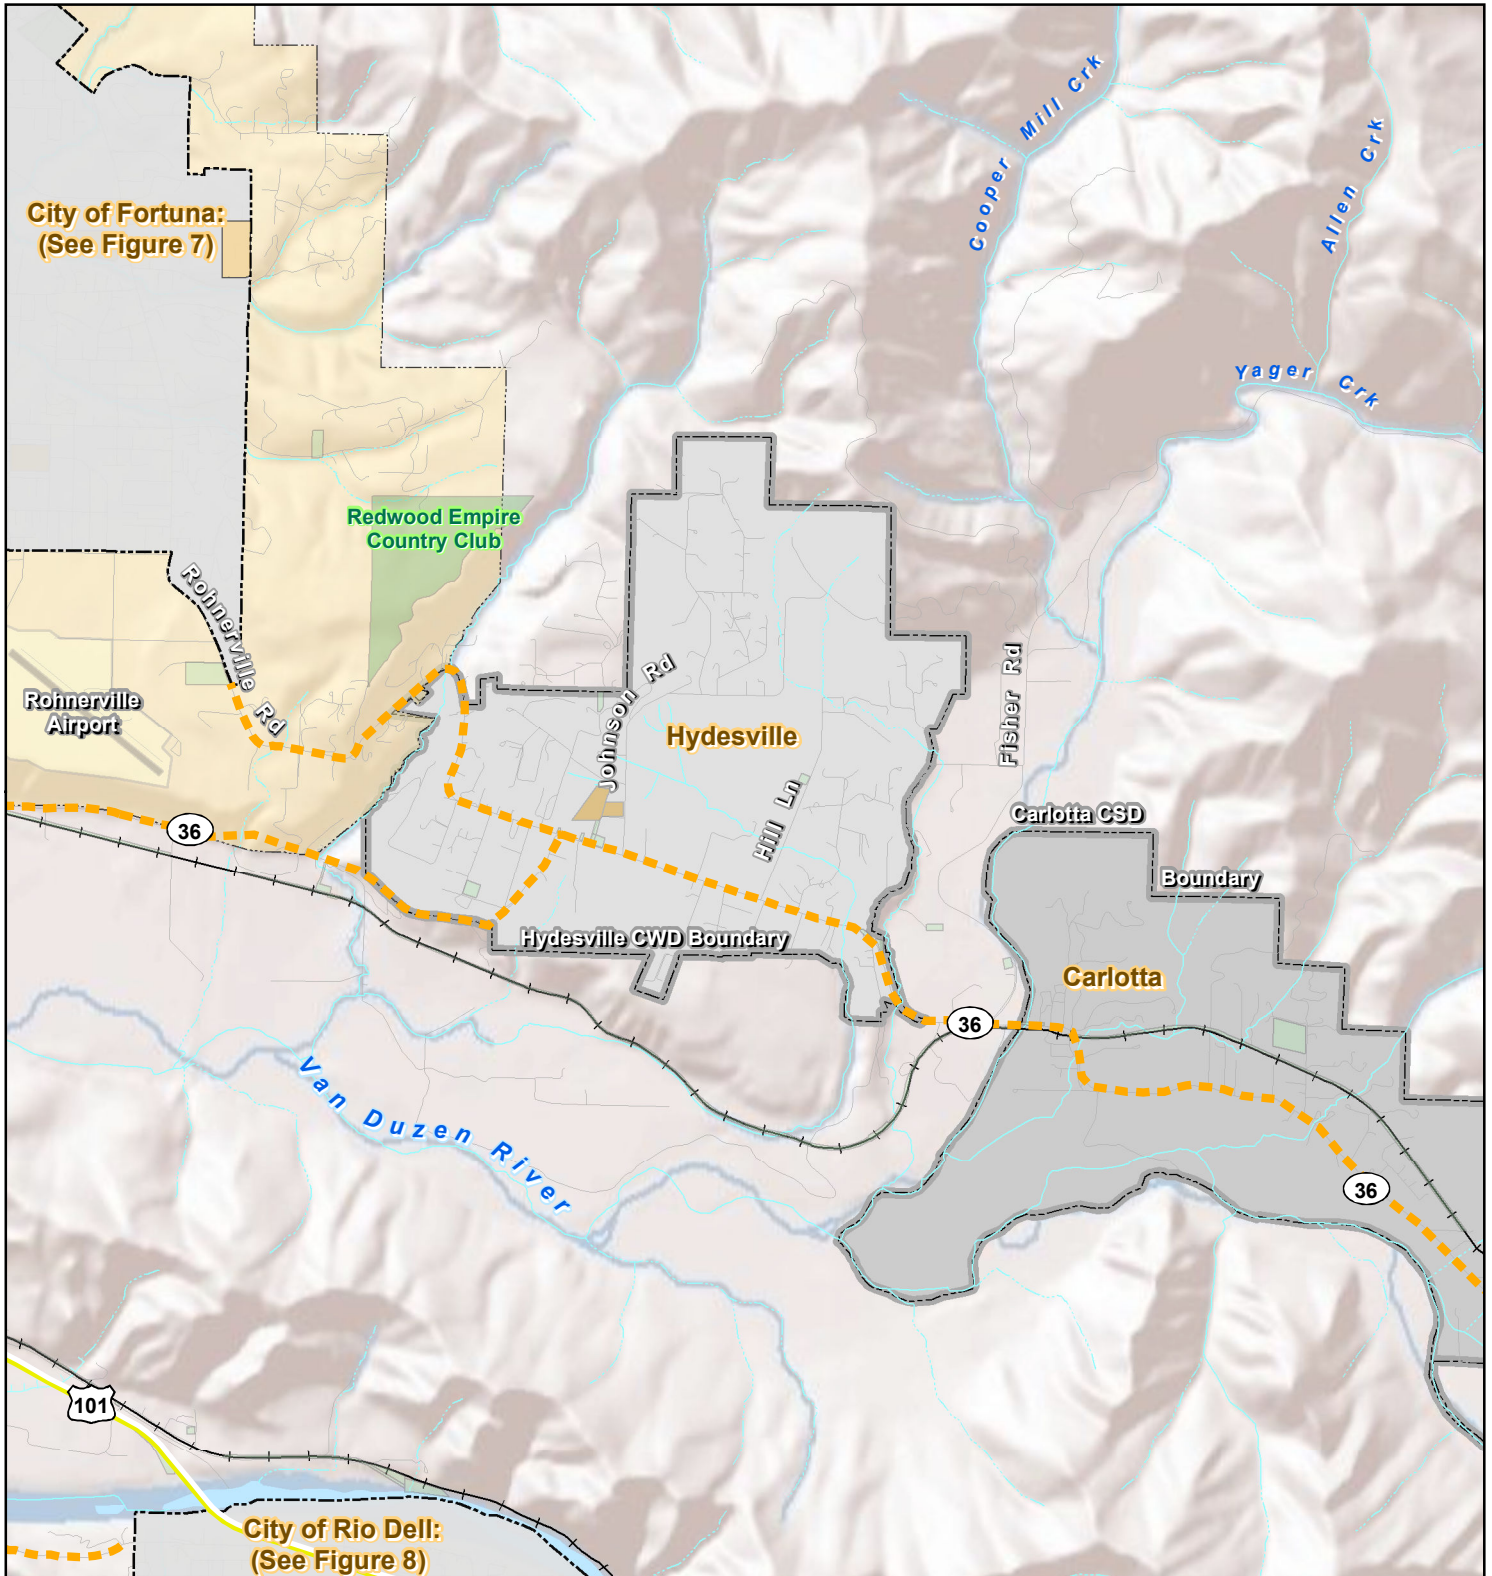 Cooper Mill Crk
Allen Crk
City of Fortuna:
(See Figure 7)
Yager Crk
Redwood Empire
Country Club
Rohnerville Rd
Johnson Rd
Fisher Rd
Rohnerville
Airport
Hydesville
Hill Ln
Carlotta CSD
Boundary
36
Hydesville CWD Boundary
Carlotta
36
Van Duzen River
36
101
City of Rio Dell:
(See Figure 8)